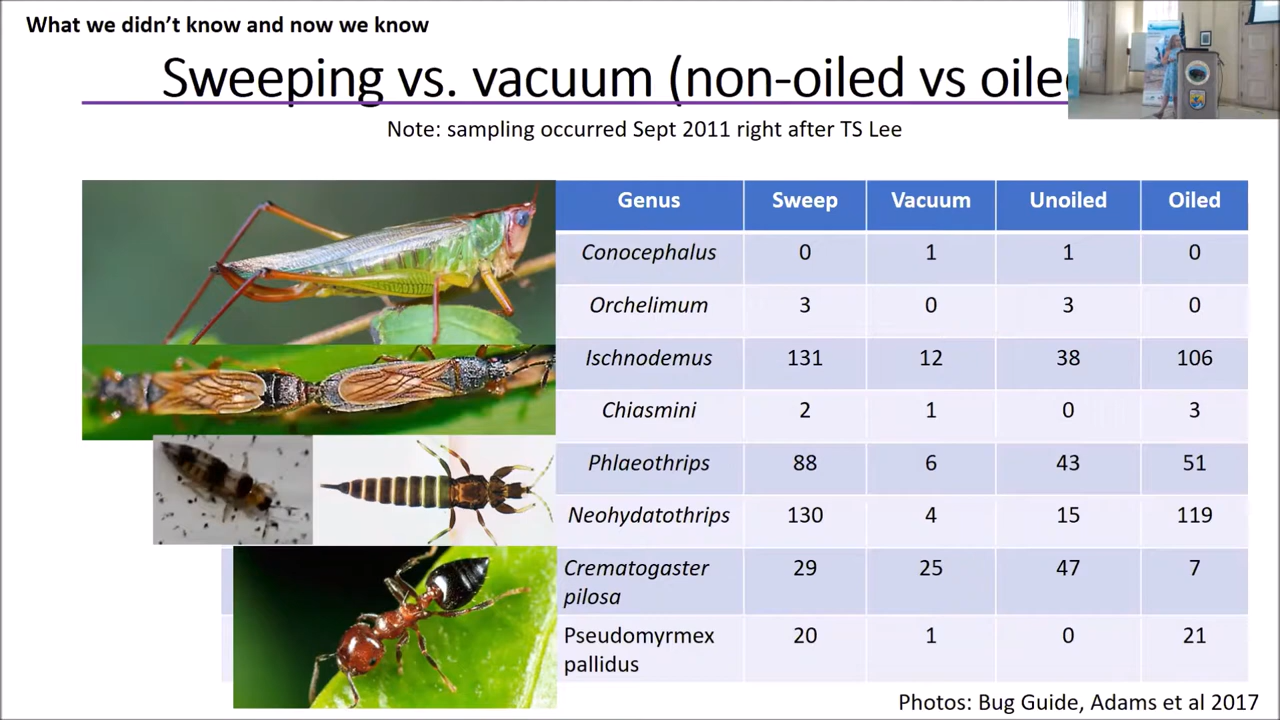 What we didn't know and now we know
Sweeping vs. vacuum (non-oiled vs oiled
Note: sampling occurred Sept 2011 right after TS Lee
Genus Sweep Vacuum Unoiled Oiled
Conocephalus 0 1 1 0
Orchelimum 3 0 3 0
Ischnodemus 131 12 38 106
Chiasmini 2 1 0 3
Phlaeothrips 88 6 43 51
Neohydatothrips 130 4 15 119
Crematogaster pilosa 29 25 47 7
Pseudomyrmex pallidus 20 1 0 21
Photos: Bug Guide, Adams et al 2017